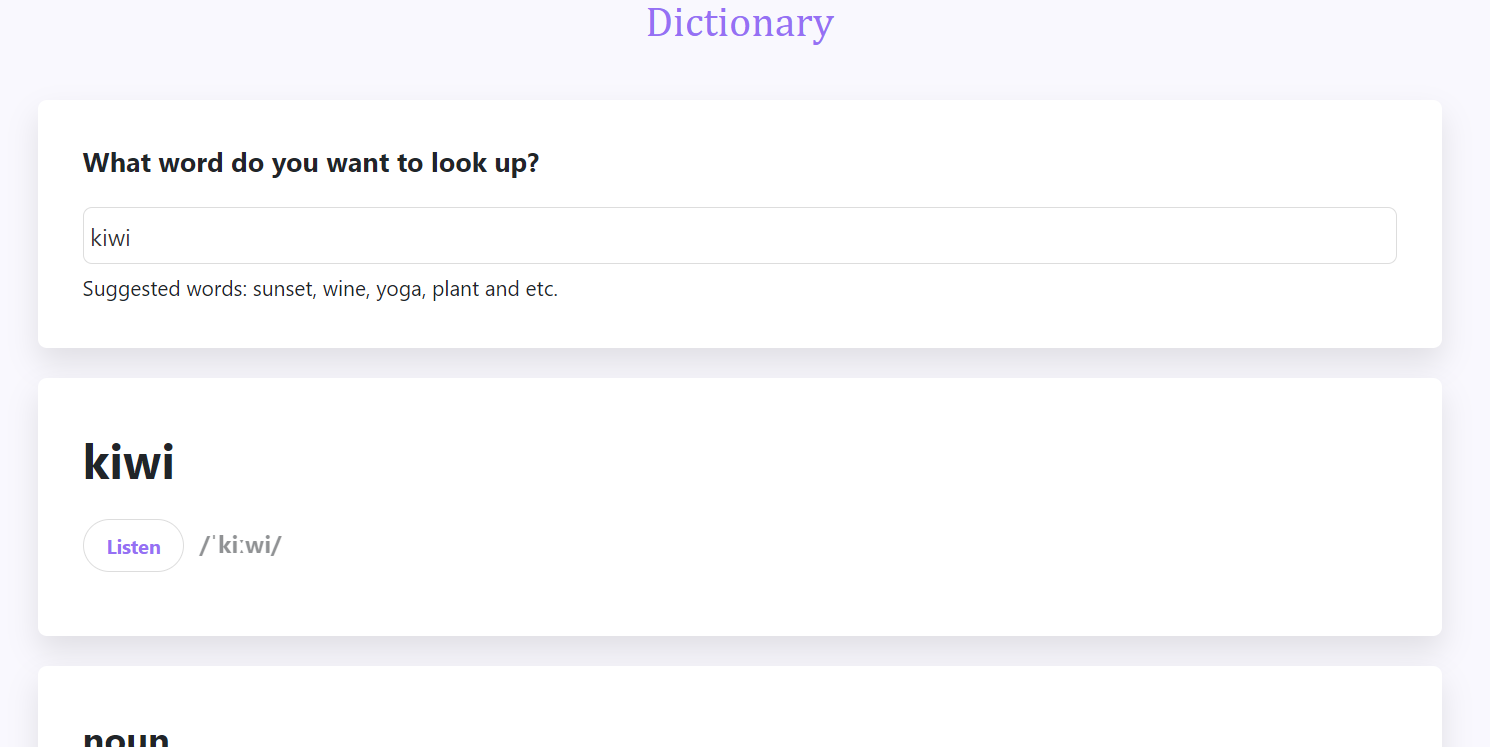 Dictionary
What word do you want to look up?
kiwi
Suggested words: sunset, wine, yoga, plant and etc.
kiwi
Listen /ˈkiːwi/
noun